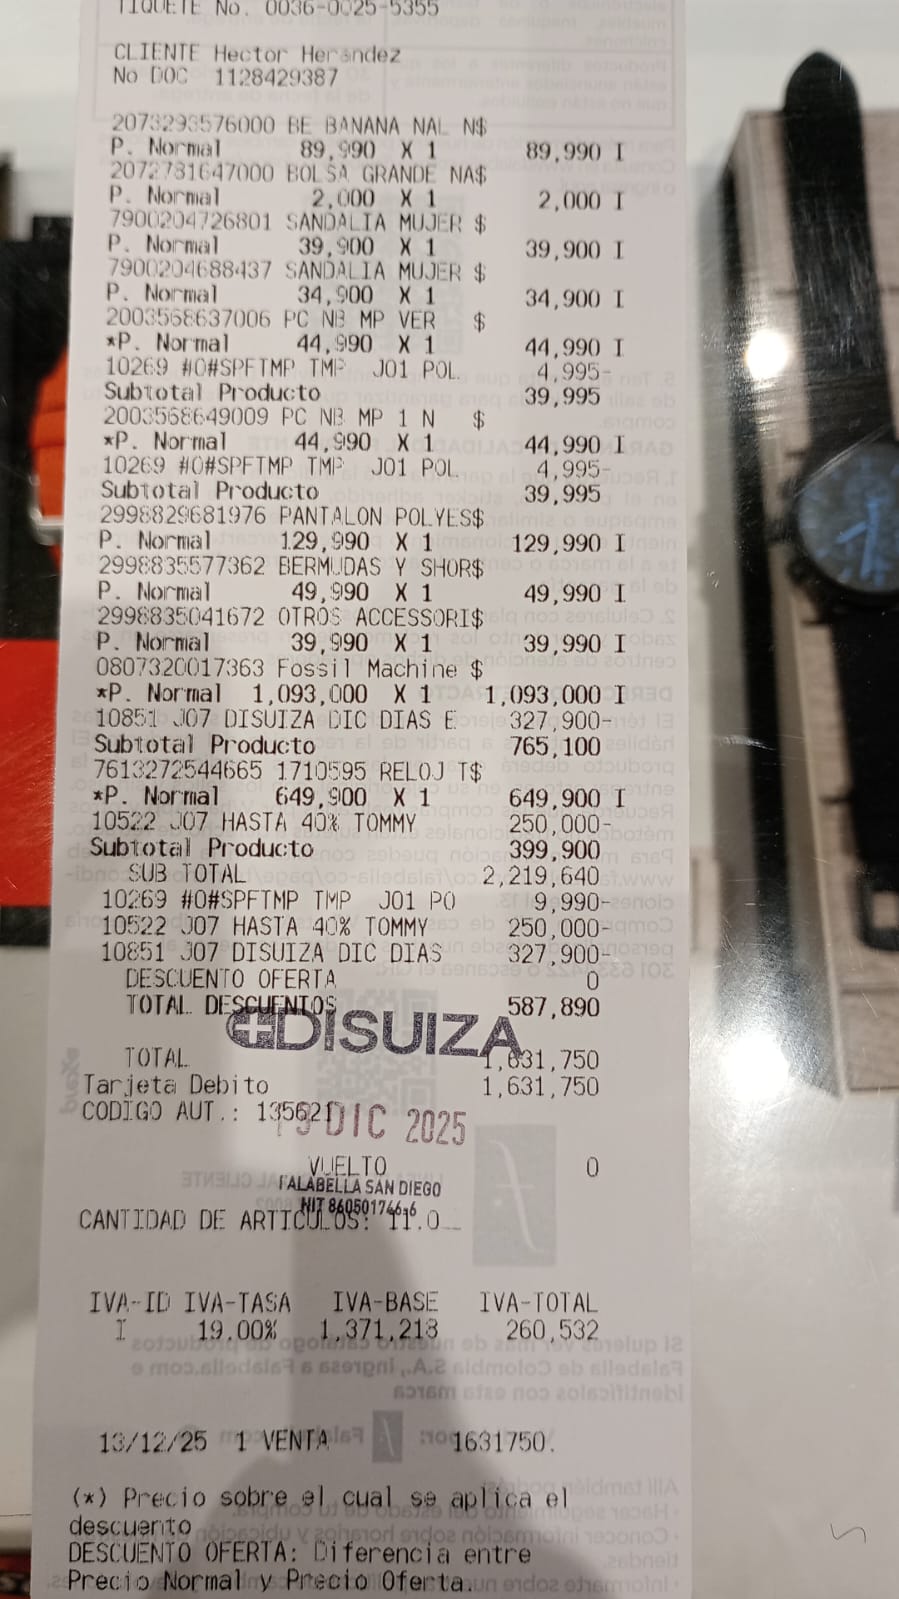 TIQUETE No. 0036-0025-5355
CLIENTE Hector Hernandez
No DOC 1128429387
2073293576000 BE BANANA NAL N$
P. Normal 89,990 X 1 89,990 I
2072781647000 BOLSA GRANDE NA$
P. Normal 2,000 X 1 2,000 I
7900204726801 SANDALIA MUJER $
P. Normal 39,900 X 1 39,900 I
7900204688437 SANDALIA MUJER $
P. Normal 34,900 X 1 34,900 I
2003568637006 PC NB MP VER $
*P. Normal 44,990 X 1 44,990 I
10269 #O#SPFTMP TMP J01 POL 4,995-
Subtotal Producto 39,995
2003568649009 PC NB MP 1 N $
*P. Normal 44,990 X 1 44,990 I
10269 #O#SPFTMP TMP J01 POL 4,995-
Subtotal Producto 39,995
2998829681976 PANTALON POLYES$
P. Normal 129,990 X 1 129,990 I
2998835577362 BERMUDAS Y SHOR$
P. Normal 49,990 X 1 49,990 I
2998835041672 OTROS ACCESSORI$
P. Normal 39,990 X 1 39,990 I
0807320017363 Fossil Machine $
*P. Normal 1,093,000 X 1 1,093,000 I
10851 J07 DISUIZA DIC DIAS E 327,900-
Subtotal Producto 765,100
7613272544665 1710595 RELOJ T$
*P. Normal 649,900 X 1 649,900 I
10522 J07 HASTA 40% TOMMY 250,000-
Subtotal Producto 399,900
SUB TOTAL 2,219,640
10269 #O#SPFTMP TMP J01 PO 9,990-
10522 J07 HASTA 40% TOMMY 250,000-
10851 J07 DISUIZA DIC DIAS 327,900-
DESCUENTO OFERTA 0
TOTAL DESCUENTOS 587,890
DISUIZA
TOTAL 1,631,750
Tarjeta Debito 1,631,750
CODIGO AUT.: 135621
DIC 2025
VUELTO 0
FALABELLA SAN DIEGO
NIT 860501746-6
CANTIDAD DE ARTICULOS: 11.0
IVA-ID IVA-TASA IVA-BASE IVA-TOTAL
I 19.00% 1,371,218 260,532
13/12/25 1 VENTA 1631750.
(*) Precio sobre el cual se aplica el
descuento
DESCUENTO OFERTA: Diferencia entre
Precio Normal y Precio Oferta.